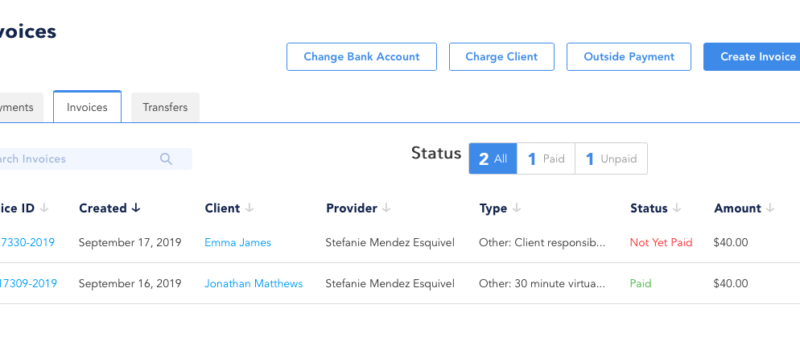 voices
Change Bank Account Charge Client Outside Payment Create Invoice
yments Invoices Transfers
rch Invoices Status 2 All 1 Paid 1 Unpaid
ice ID Created Client Provider Type Status Amount
7330-2019 September 17, 2019 Emma James Stefanie Mendez Esquivel Other: Client responsib... Not Yet Paid $40.00
17309-2019 September 16, 2019 Jonathan Matthews Stefanie Mendez Esquivel Other: 30 minute virtua... Paid $40.00